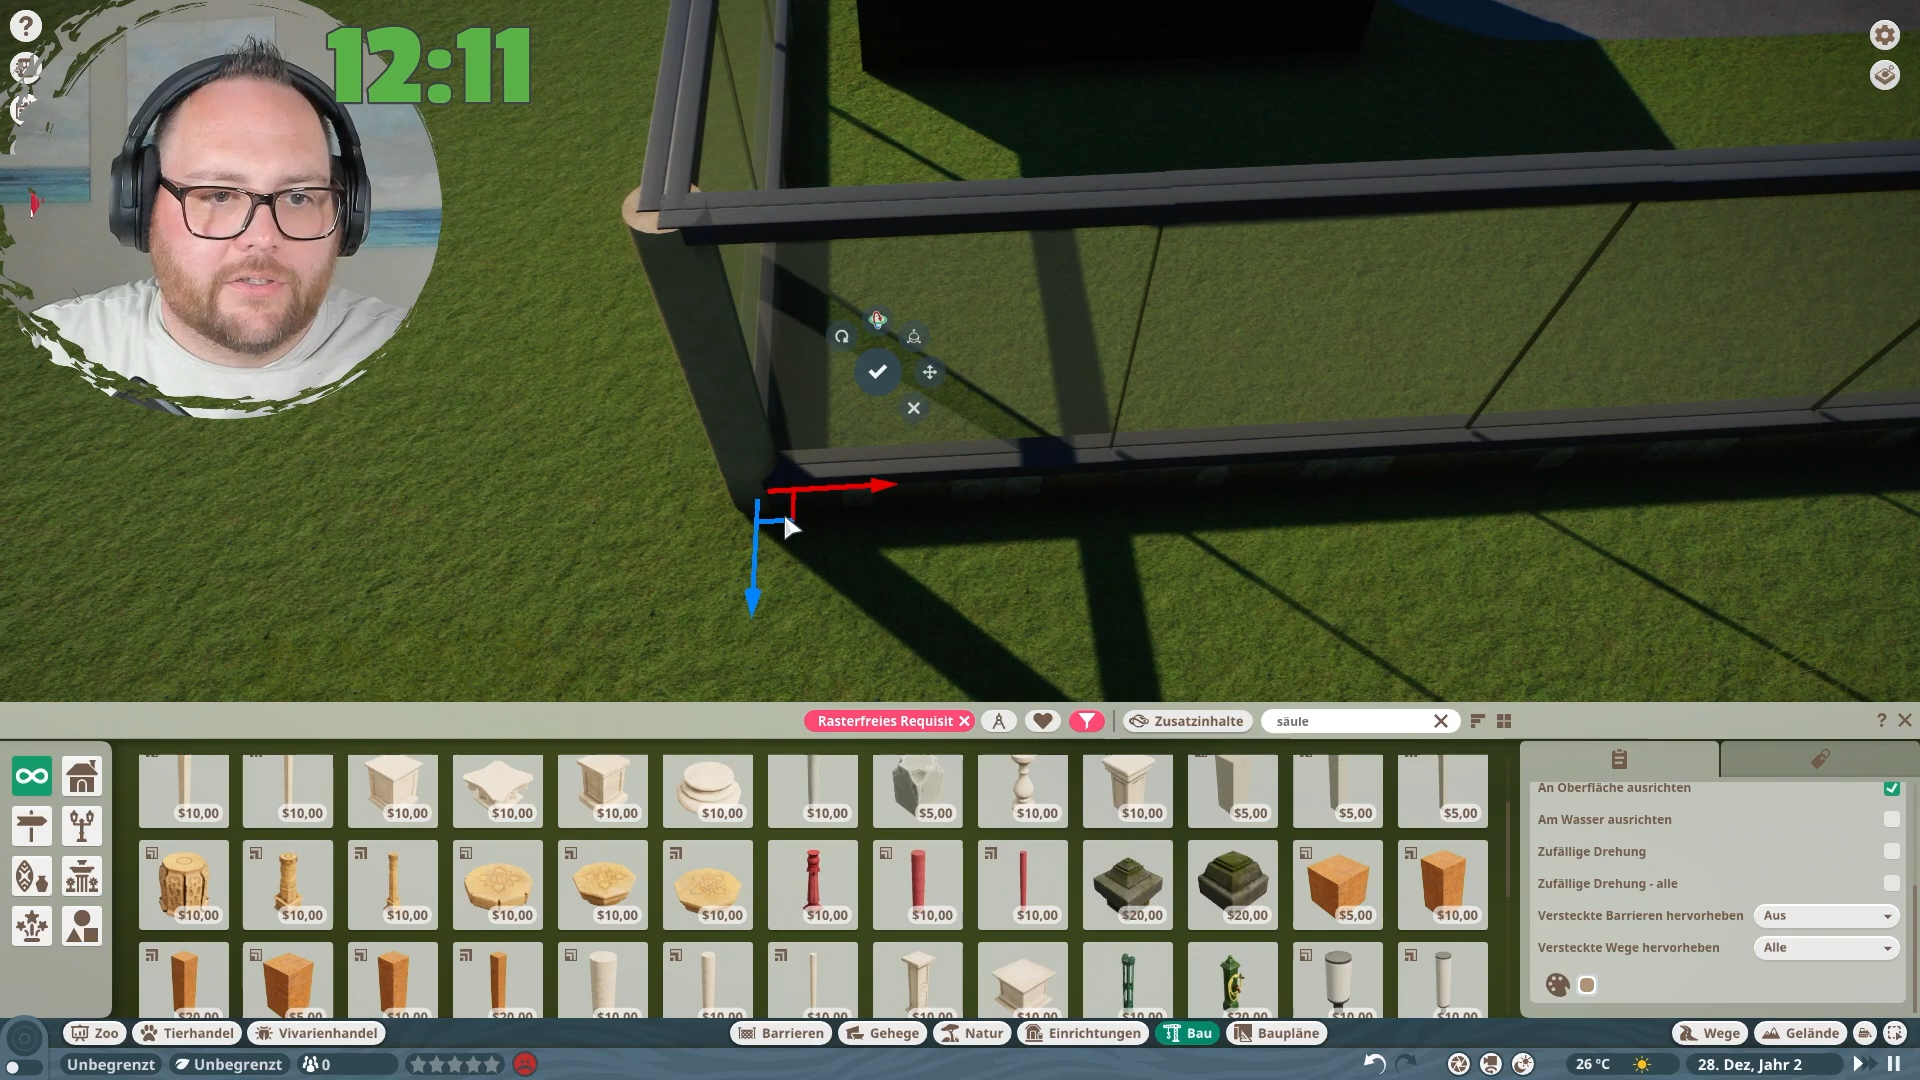 12:11
Rasterfreies Requisit
Zusatzinhalte
säule
?
?
$10,00 $10,00 $10,00 $10,00 $10,00 $10,00 $10,00 $5,00 $10,00 $10,00 $5,00 $5,00 $5,00
$10,00 $10,00 $10,00 $10,00 $10,00 $10,00 $10,00 $10,00 $10,00 $20,00 $20,00 $5,00 $10,00
An Oberfläche ausrichten
Am Wasser ausrichten
Zufällige Drehung
Zufällige Drehung - alle
Versteckte Barrieren hervorheben Aus
Versteckte Wege hervorheben Alle
Zoo Tierhandel Vivarienhandel Barrieren Gehege Natur Einrichtungen Bau Baupläne Wege Gelände
Unbegrenzt Unbegrenzt 0 26 °C 28. Dez, Jahr 2